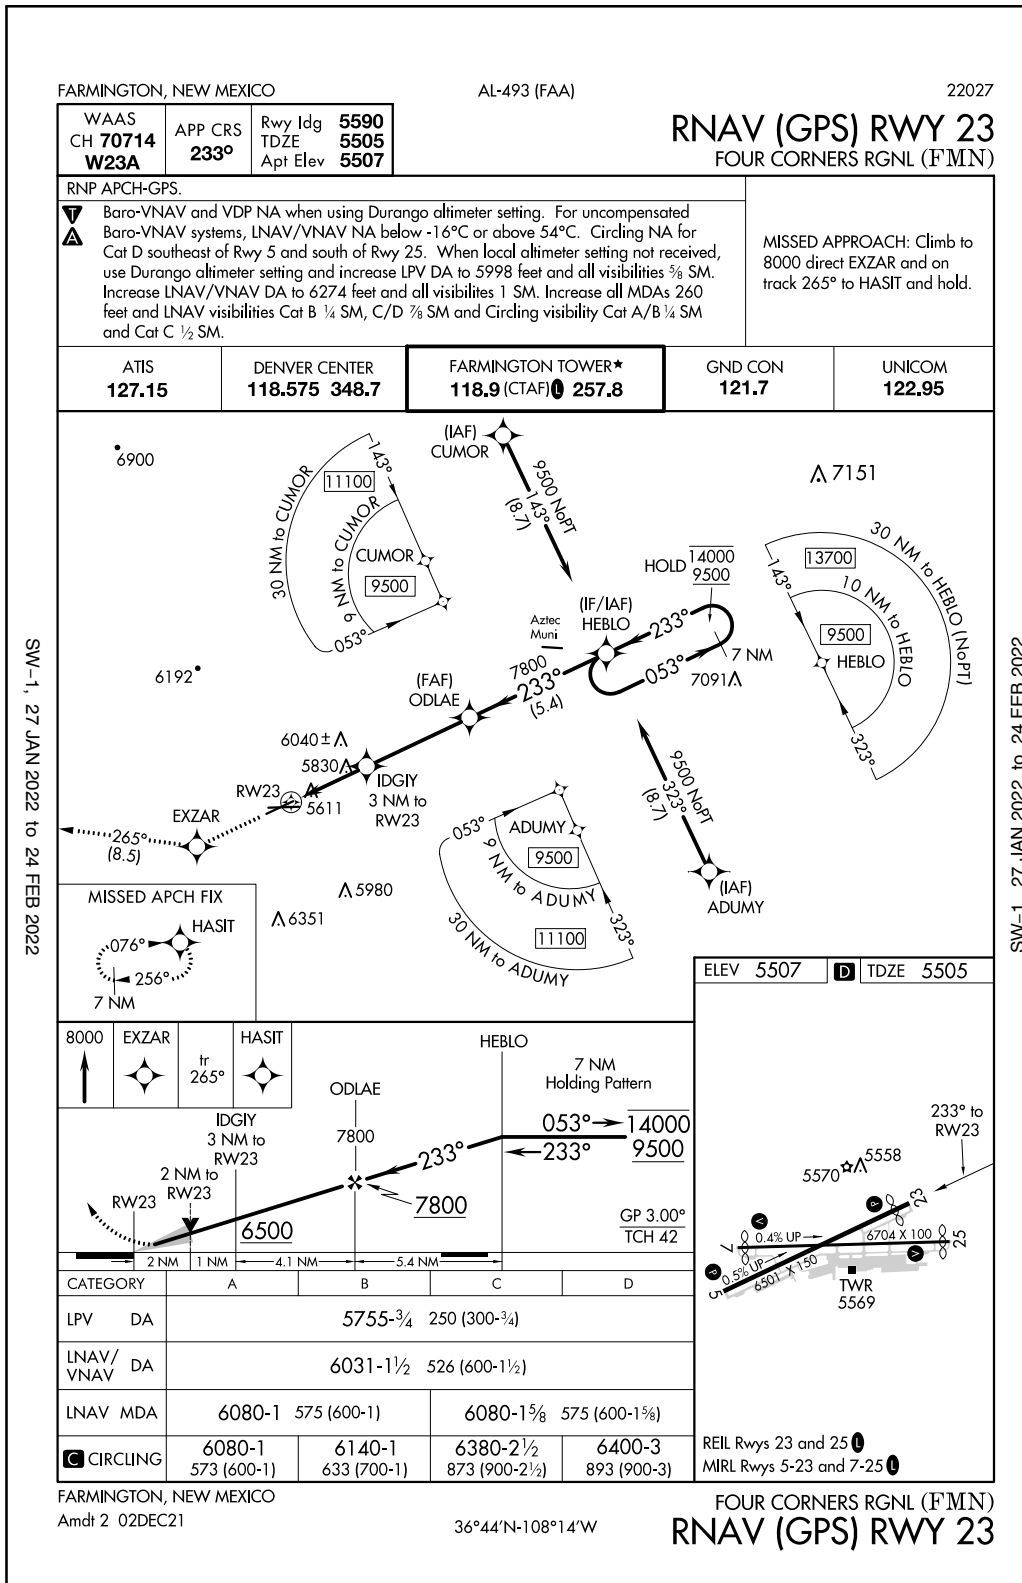 FARMINGTON, NEW MEXICO
AL-493 (FAA)
22027
WAAS
CH 70714
W23A
APP CRS
233°
Rwy Idg 5590
TDZE 5505
Apt Elev 5507
RNAV (GPS) RWY 23
FOUR CORNERS RGNL (FMN)
RNP APCH-GPS.
T
A
Baro-VNAV and VDP NA when using Durango altimeter setting. For uncompensated
Baro-VNAV systems, LNAV/VNAV NA below -16°C or above 54°C. Circling NA for
Cat D southeast of Rwy 5 and south of Rwy 25. When local altimeter setting not received,
use Durango altimeter setting and increase LPV DA to 5998 feet and all visibilities ⅝ SM.
Increase LNAV/VNAV DA to 6274 feet and all visibilites 1 SM. Increase all MDAs 260
feet and LNAV visibilities Cat B ¼ SM, C/D ⅞ SM and Circling visibility Cat A/B ¼ SM
and Cat C ½ SM.
MISSED APPROACH: Climb to
8000 direct EXZAR and on
track 265° to HASIT and hold.
ATIS
127.15
DENVER CENTER
118.575 348.7
FARMINGTON TOWER★
118.9 (CTAF) L 257.8
GND CON
121.7
UNICOM
122.95
6900
30 NM to CUMOR
143°
11100
9 NM to CUMOR
CUMOR
9500
053°
(IAF)
CUMOR
9500 NoPT
143°
(8.7)
7151
HOLD 14000
9500
30 NM to HEBLO (NoPT)
13700
143°
10 NM to HEBLO
9500
HEBLO
323°
(IF/IAF)
HEBLO
Aztec
Muni
233°
053°
7 NM
7091
7800
233°
(5.4)
6192
(FAF)
ODLAE
6040±
5830
IDGIY
3 NM to
RW23
RW23
5611
EXZAR
265°
(8.5)
9500 NoPT
323°
(8.7)
(IAF)
ADUMY
053°
ADUMY
9500
9 NM to ADUMY
11100
30 NM to ADUMY
323°
5980
6351
MISSED APCH FIX
HASIT
076°
256°
7 NM
SW-1, 27 JAN 2022 to 24 FEB 2022
SW-1, 27 JAN 2022 to 24 FEB 2022
ELEV 5507
D
TDZE 5505
233° to
RW23
5558
5570
P
23
V
7
0.4% UP
6704 X 100
25
V
P
0.5% UP
6501 X 150
5
TWR
5569
REIL Rwys 23 and 25 L
MIRL Rwys 5-23 and 7-25 L
8000
EXZAR
tr
265°
HASIT
HEBLO
7 NM
Holding Pattern
ODLAE
IDGIY
3 NM to
RW23
2 NM to
RW23
RW23
7800
233°
053°
14000
233°
9500
7800
6500
GP 3.00°
TCH 42
2 NM
1 NM
4.1 NM
5.4 NM
CATEGORY A B C D
LPV DA 5755-¾ 250 (300-¾)
LNAV/
VNAV DA 6031-1½ 526 (600-1½)
LNAV MDA 6080-1 575 (600-1) 6080-1⅝ 575 (600-1⅝)
C CIRCLING 6080-1 6140-1 6380-2½ 6400-3
573 (600-1) 633 (700-1) 873 (900-2½) 893 (900-3)
FARMINGTON, NEW MEXICO
Amdt 2 02DEC21
36°44'N-108°14'W
FOUR CORNERS RGNL (FMN)
RNAV (GPS) RWY 23